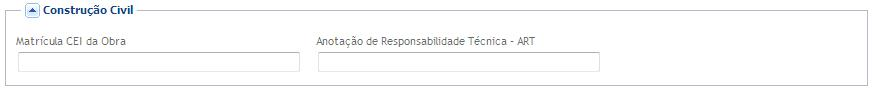 Construção Civil
Matrícula CEI da Obra Anotação de Responsabilidade Técnica - ART